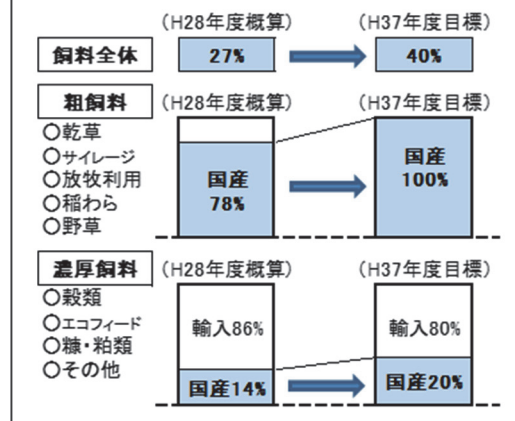 (H28年度概算) (H37年度目標)
飼料全体 27% 40%
粗飼料 (H28年度概算) (H37年度目標)
○乾草
○サイレージ
○放牧利用
○稲わら
○野草
国産
78%
国産
100%
濃厚飼料 (H28年度概算) (H37年度目標)
○穀類
○エコフィード
○糠・粕類
○その他
輸入86% 輸入80%
国産14% 国産20%